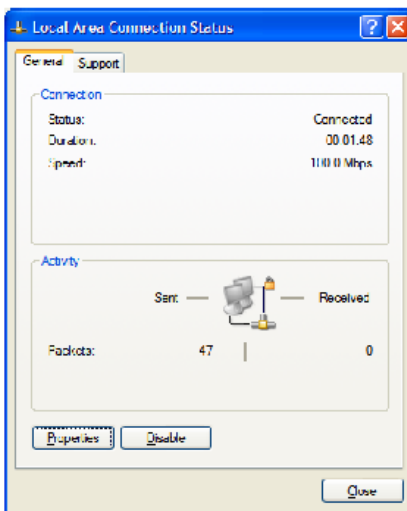 Local Area Connection Status
General Support
Connection
Status: Connected
Duration: 00:01:48
Speed: 100.0 Mbps
Activity
Sent — — Received
Packets: 47 | 0
Properties Disable
Close